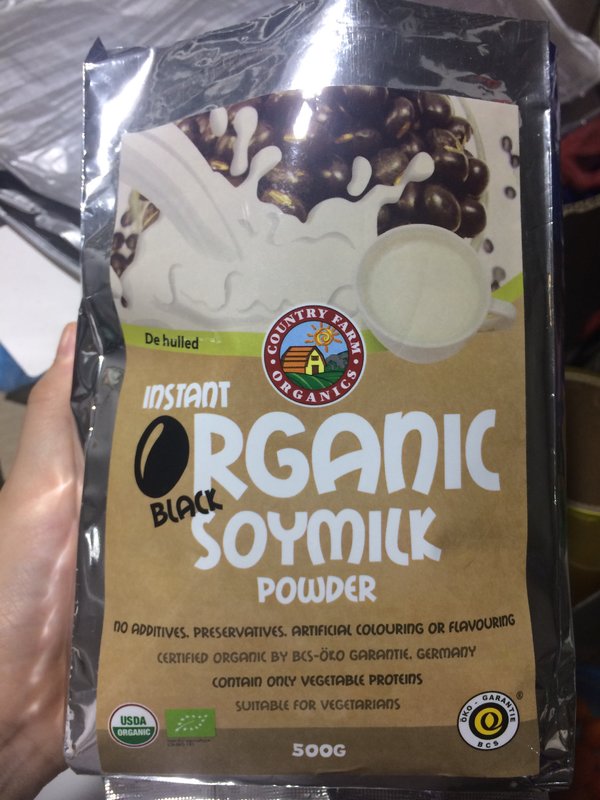 De hulled
COUNTRY FARM
ORGANICS
INSTANT
ORGANIC
BLACK
SOYMILK
POWDER
NO ADDITIVES, PRESERVATIVES, ARTIFICIAL COLOURING OR FLAVOURING
CERTIFIED ORGANIC BY BCS-ÖKO GARANTIE, GERMANY
CONTAIN ONLY VEGETABLE PROTEINS
SUITABLE FOR VEGETARIANS
USDA
ORGANIC
ÖKO - GARANTIE
BCS
®
500G